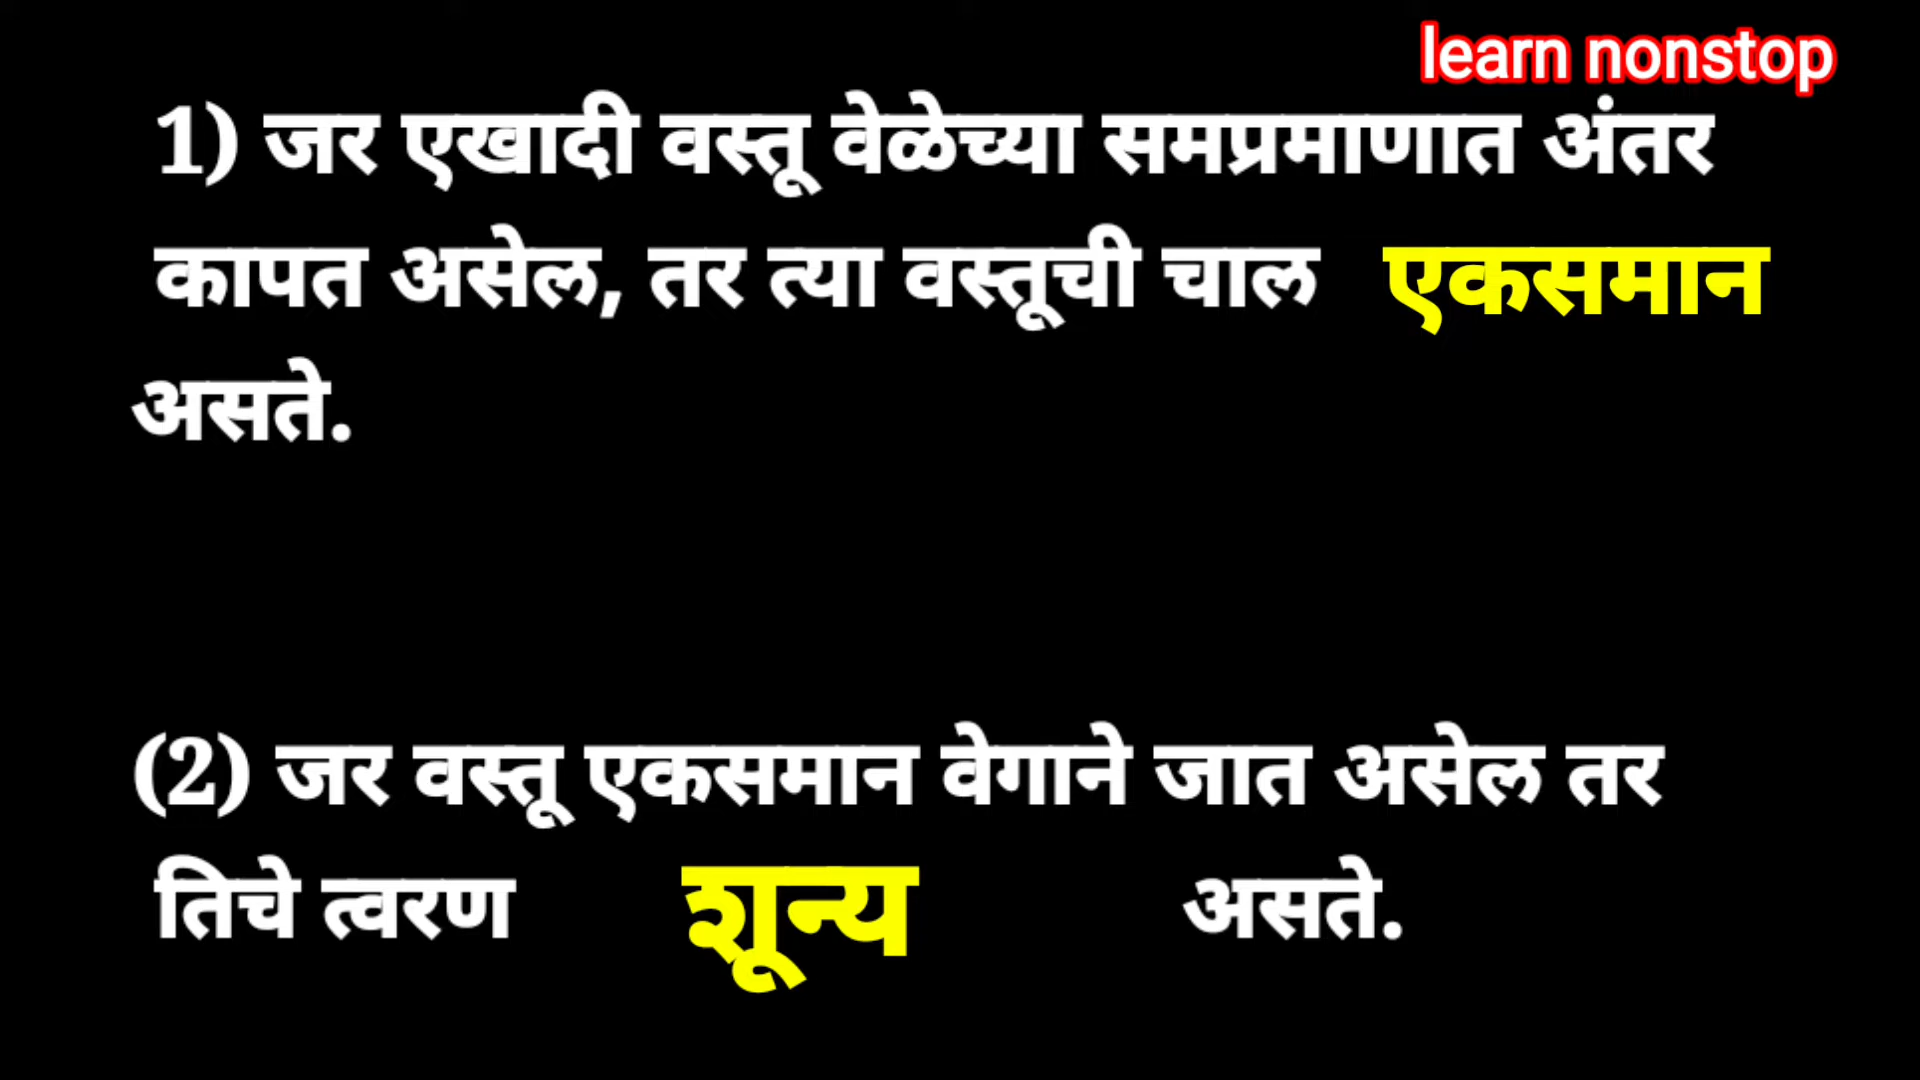 learn nonstop
1) जर एखादी वस्तू वेळेच्या समप्रमाणात अंतर
कापत असेल, तर त्या वस्तूची चाल एकसमान
असते.
(2) जर वस्तू एकसमान वेगाने जात असेल तर
तिचे त्वरण शून्य असते.